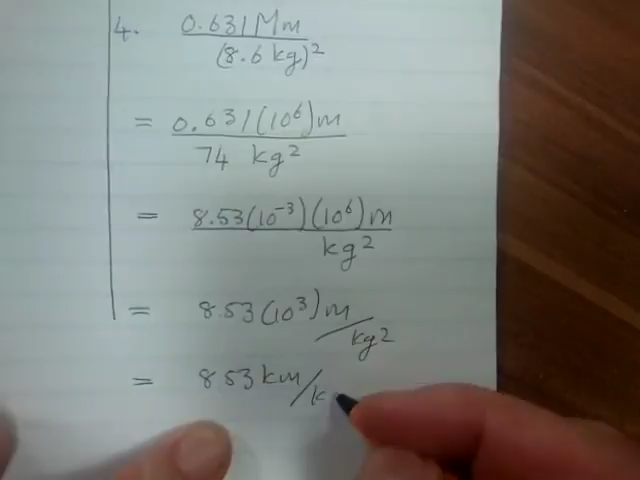 4. 0.631 Mm
(8.6 kg)²
= 0.631(10⁶)m
74 kg²
= 8.53(10⁻³)(10⁶)m
kg²
= 8.53(10³)m/kg²
= 8.53 km/k